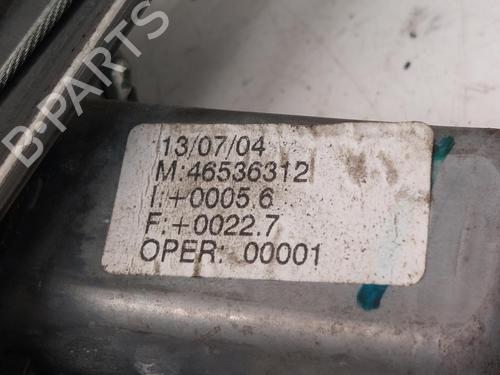 13/07/04
M:46536312
I:+0005.6
F:+0022.7
OPER: 00001
B-PARTS